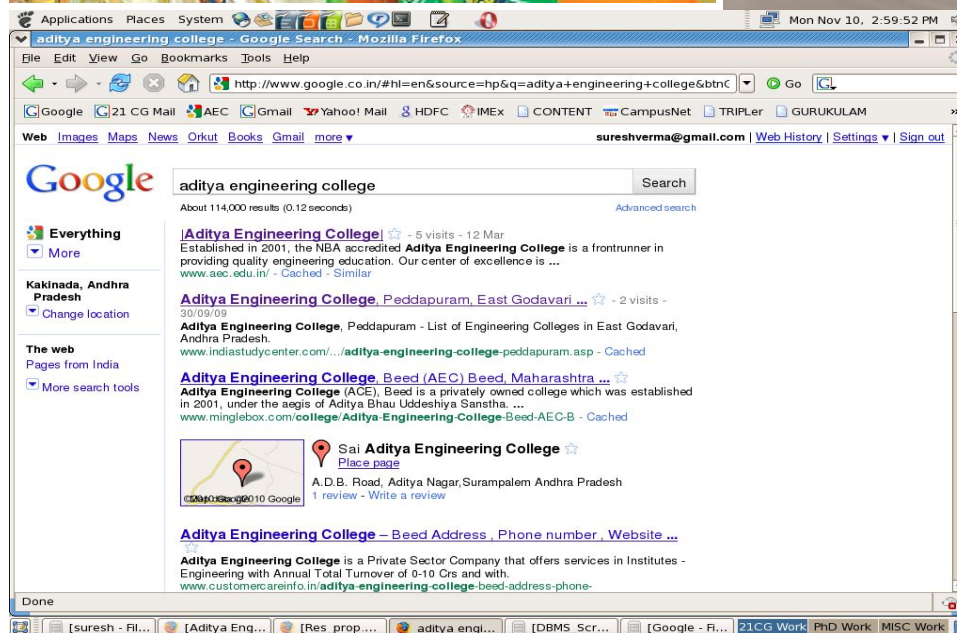 Applications Places System Mon Nov 10, 2:59:52 PM
aditya engineering college - Google Search - Mozilla Firefox
File Edit View Go Bookmarks Tools Help
http://www.google.co.in/#hl=en&source=hp&q=aditya+engineering+college&btnC Go
Google 21 CG Mail AEC Gmail Yahoo! Mail HDFC IMEx CONTENT CampusNet TRIPLer GURUKULAM »
Web Images Maps News Orkut Books Gmail more ▾ sureshverma@gmail.com | Web History | Settings ▾ | Sign out
Google aditya engineering college Search
About 114,000 results (0.12 seconds) Advanced search
Everything
More
Kakinada, Andhra
Pradesh
Change location
The web
Pages from India
More search tools
|Aditya Engineering College| - 5 visits - 12 Mar
Established in 2001, the NBA accredited Aditya Engineering College is a frontrunner in
providing quality engineering education. Our center of excellence is ...
www.aec.edu.in/ - Cached - Similar
Aditya Engineering College, Peddapuram, East Godavari ... - 2 visits -
30/09/09
Aditya Engineering College, Peddapuram - List of Engineering Colleges in East Godavari,
Andhra Pradesh.
www.indiastudycenter.com/.../aditya-engineering-college-peddapuram.asp - Cached
Aditya Engineering College, Beed (AEC) Beed, Maharashtra ...
Aditya Engineering College (ACE), Beed is a privately owned college which was established
in 2001, under the aegis of Aditya Bhau Uddeshiya Sanstha. ...
www.minglebox.com/college/Aditya-Engineering-College-Beed-AEC-B - Cached
Sai Aditya Engineering College
Place page
A.D.B. Road, Aditya Nagar,Surampalem Andhra Pradesh
1 review - Write a review
2010 Google
Aditya Engineering College – Beed Address , Phone number , Website ...
Aditya Engineering College is a Private Sector Company that offers services in Institutes -
Engineering with Annual Total Turnover of 0-10 Crs and with.
www.customercareinfo.in/aditya-engineering-college-beed-address-phone-
Done
[suresh - Fil... [Aditya Eng... [Res_prop.... aditya engi... [DBMS_Scr... [Google - Fi... 21CG Work PhD Work MISC Work